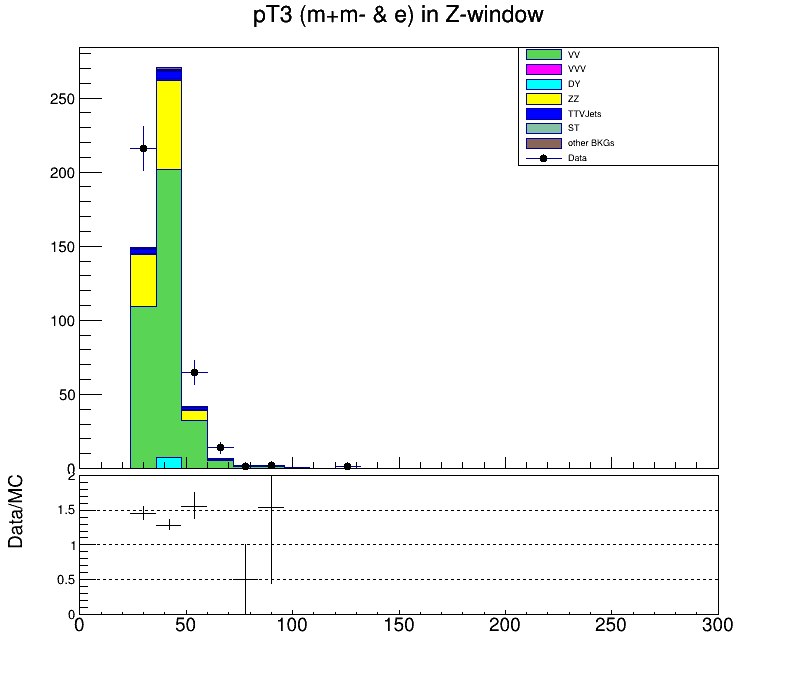 pT3 (m+m- & e) in Z-window
VV
VVV
DY
ZZ
TTVJets
ST
other BKGs
Data
250
200
150
100
50
0
Data/MC
2
1.5
1
0.5
0
0 50 100 150 200 250 300